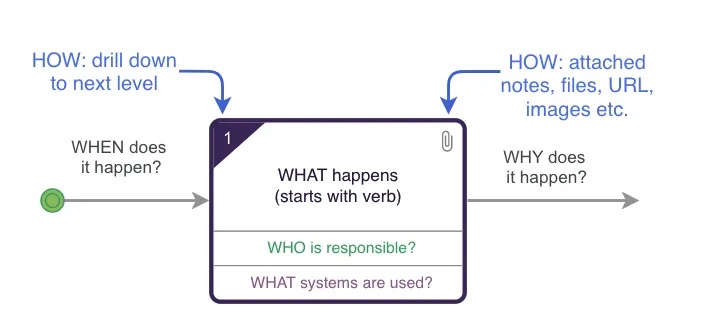 HOW: drill down
to next level
HOW: attached
notes, files, URL,
images etc.
WHEN does
it happen?
1
WHAT happens
(starts with verb)
WHO is responsible?
WHAT systems are used?
WHY does
it happen?